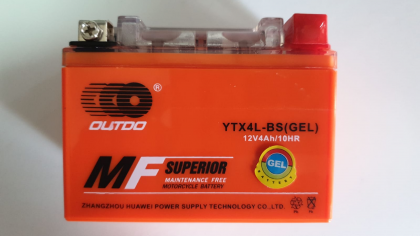 ®
OUTDO
YTX4L-BS(GEL)
12V4Ah/10HR
MF SUPERIOR
MAINTENANCE FREE
MOTORCYCLE BATTERY
GEL
ZHANGZHOU HUAWEI POWER SUPPLY TECHNOLOGY CO.,LTD.